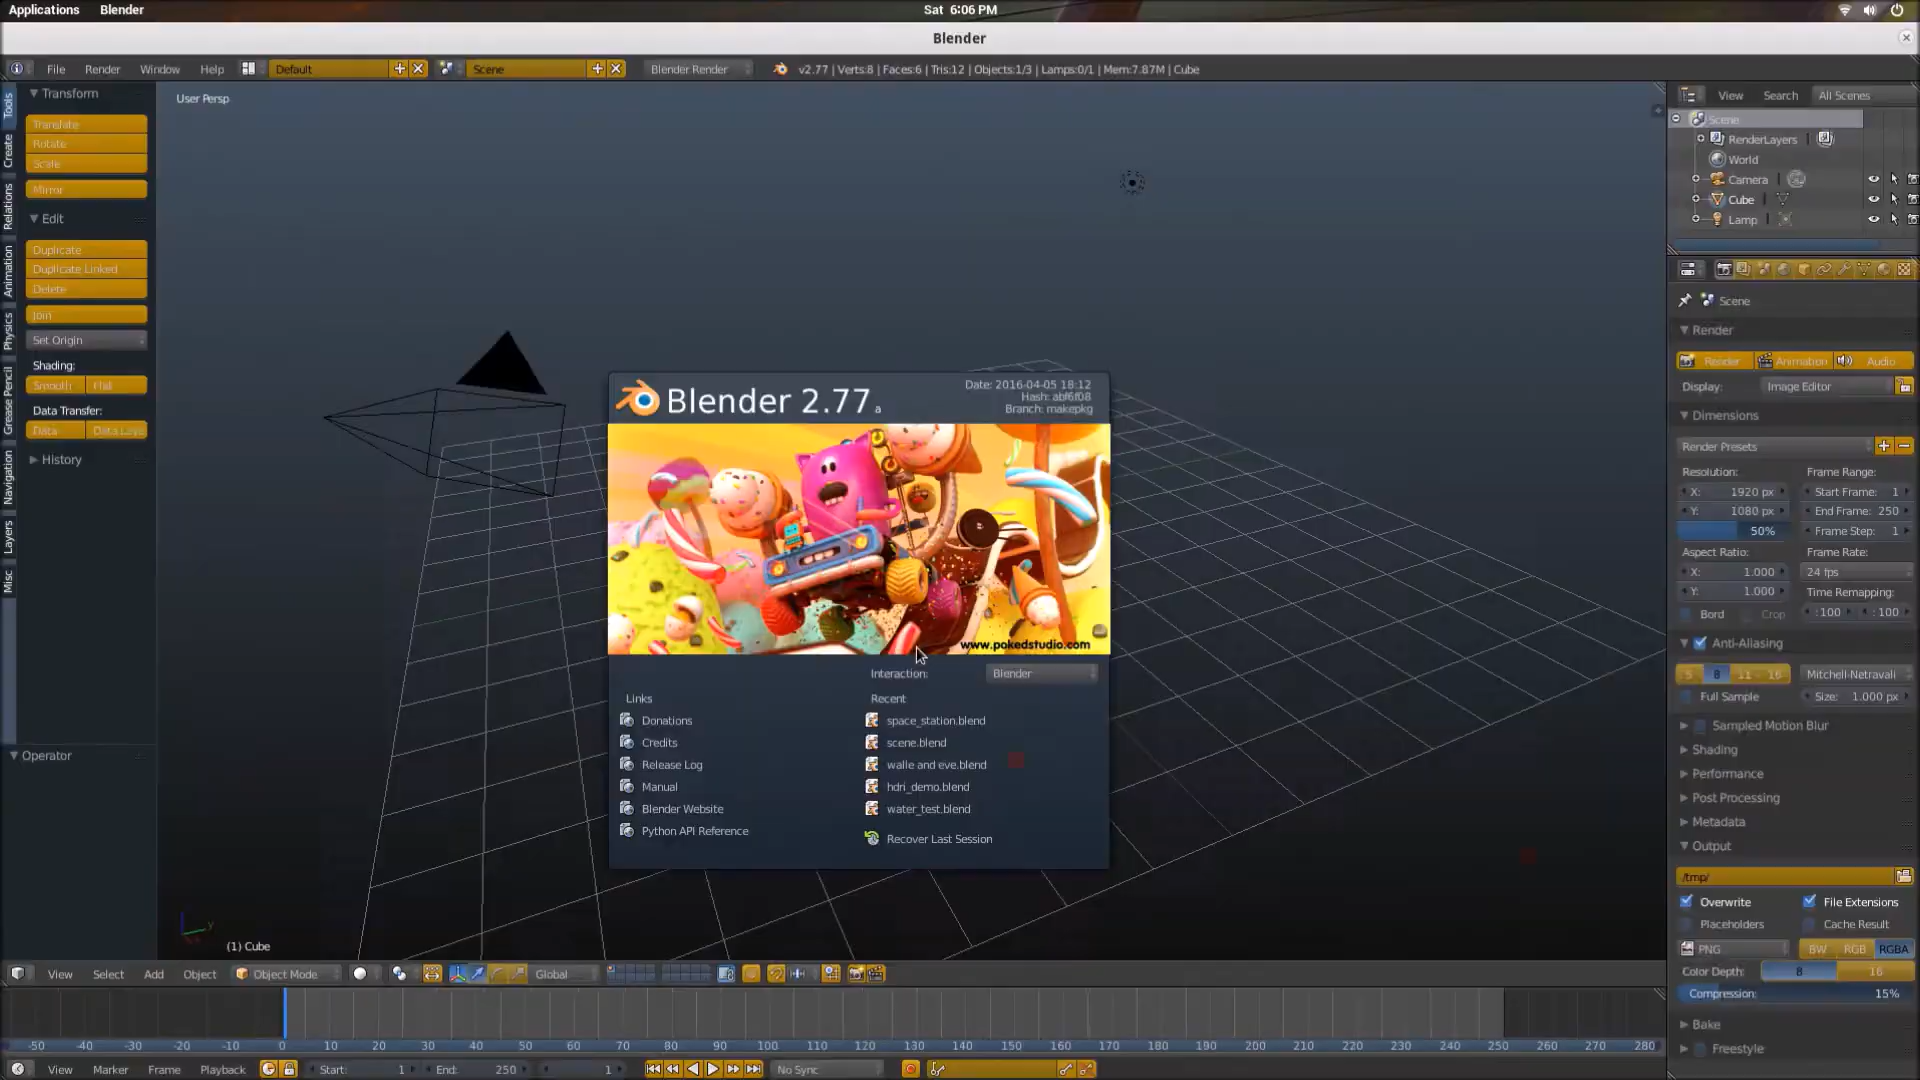 Applications Blender Sat 6:06 PM
Blender
File Render Window Help Default Scene Blender Render v2.77 | Verts:8 | Faces:6 | Tris:12 | Objects:1/3 | Lamps:0/1 | Mem:7.87M | Cube
Tools
Create
Relations
Animation
Physics
Grease Pencil
Navigation
Layers
Misc
Transform
Translate
Rotate
Scale
Mirror
Edit
Duplicate
Duplicate Linked
Delete
Join
Set Origin
Shading:
Smooth Flat
Data Transfer:
Data Data Layo
History
Operator
User Persp
(1) Cube
Blender 2.77 a
Date: 2016-04-05 18:12
Hash: abf6f08
Branch: makepkg
www.pokedstudio.com
Interaction: Blender
Links
Donations
Credits
Release Log
Manual
Blender Website
Python API Reference
Recent
space_station.blend
scene.blend
walle and eve.blend
hdri_demo.blend
water_test.blend
Recover Last Session
View Search All Scenes
Scene
RenderLayers
World
Camera
Cube
Lamp
Scene
Render
Render Animation Audio
Display: Image Editor
Dimensions
Render Presets
Resolution: Frame Range:
X: 1920 px Start Frame: 1
Y: 1080 px End Frame: 250
50% Frame Step: 1
Aspect Ratio: Frame Rate:
X: 1.000 24 fps
Y: 1.000 Time Remapping:
Bord Crop :100 :100
Anti-Aliasing
5 8 11 16 Mitchell-Netravali
Full Sample Size: 1.000 px
Sampled Motion Blur
Shading
Performance
Post Processing
Metadata
Output
/tmp/
Overwrite File Extensions
Placeholders Cache Result
PNG BW RGB RGBA
Color Depth: 8 16
Compression: 15%
Bake
Freestyle
View Select Add Object Object Mode Global
-50 -40 -30 -20 -10 0 10 20 30 40 50 60 70 80 90 100 110 120 130 140 150 160 170 180 190 200 210 220 230 240 250 260 270 280
View Marker Frame Playback Start: 1 End: 250 1 No Sync